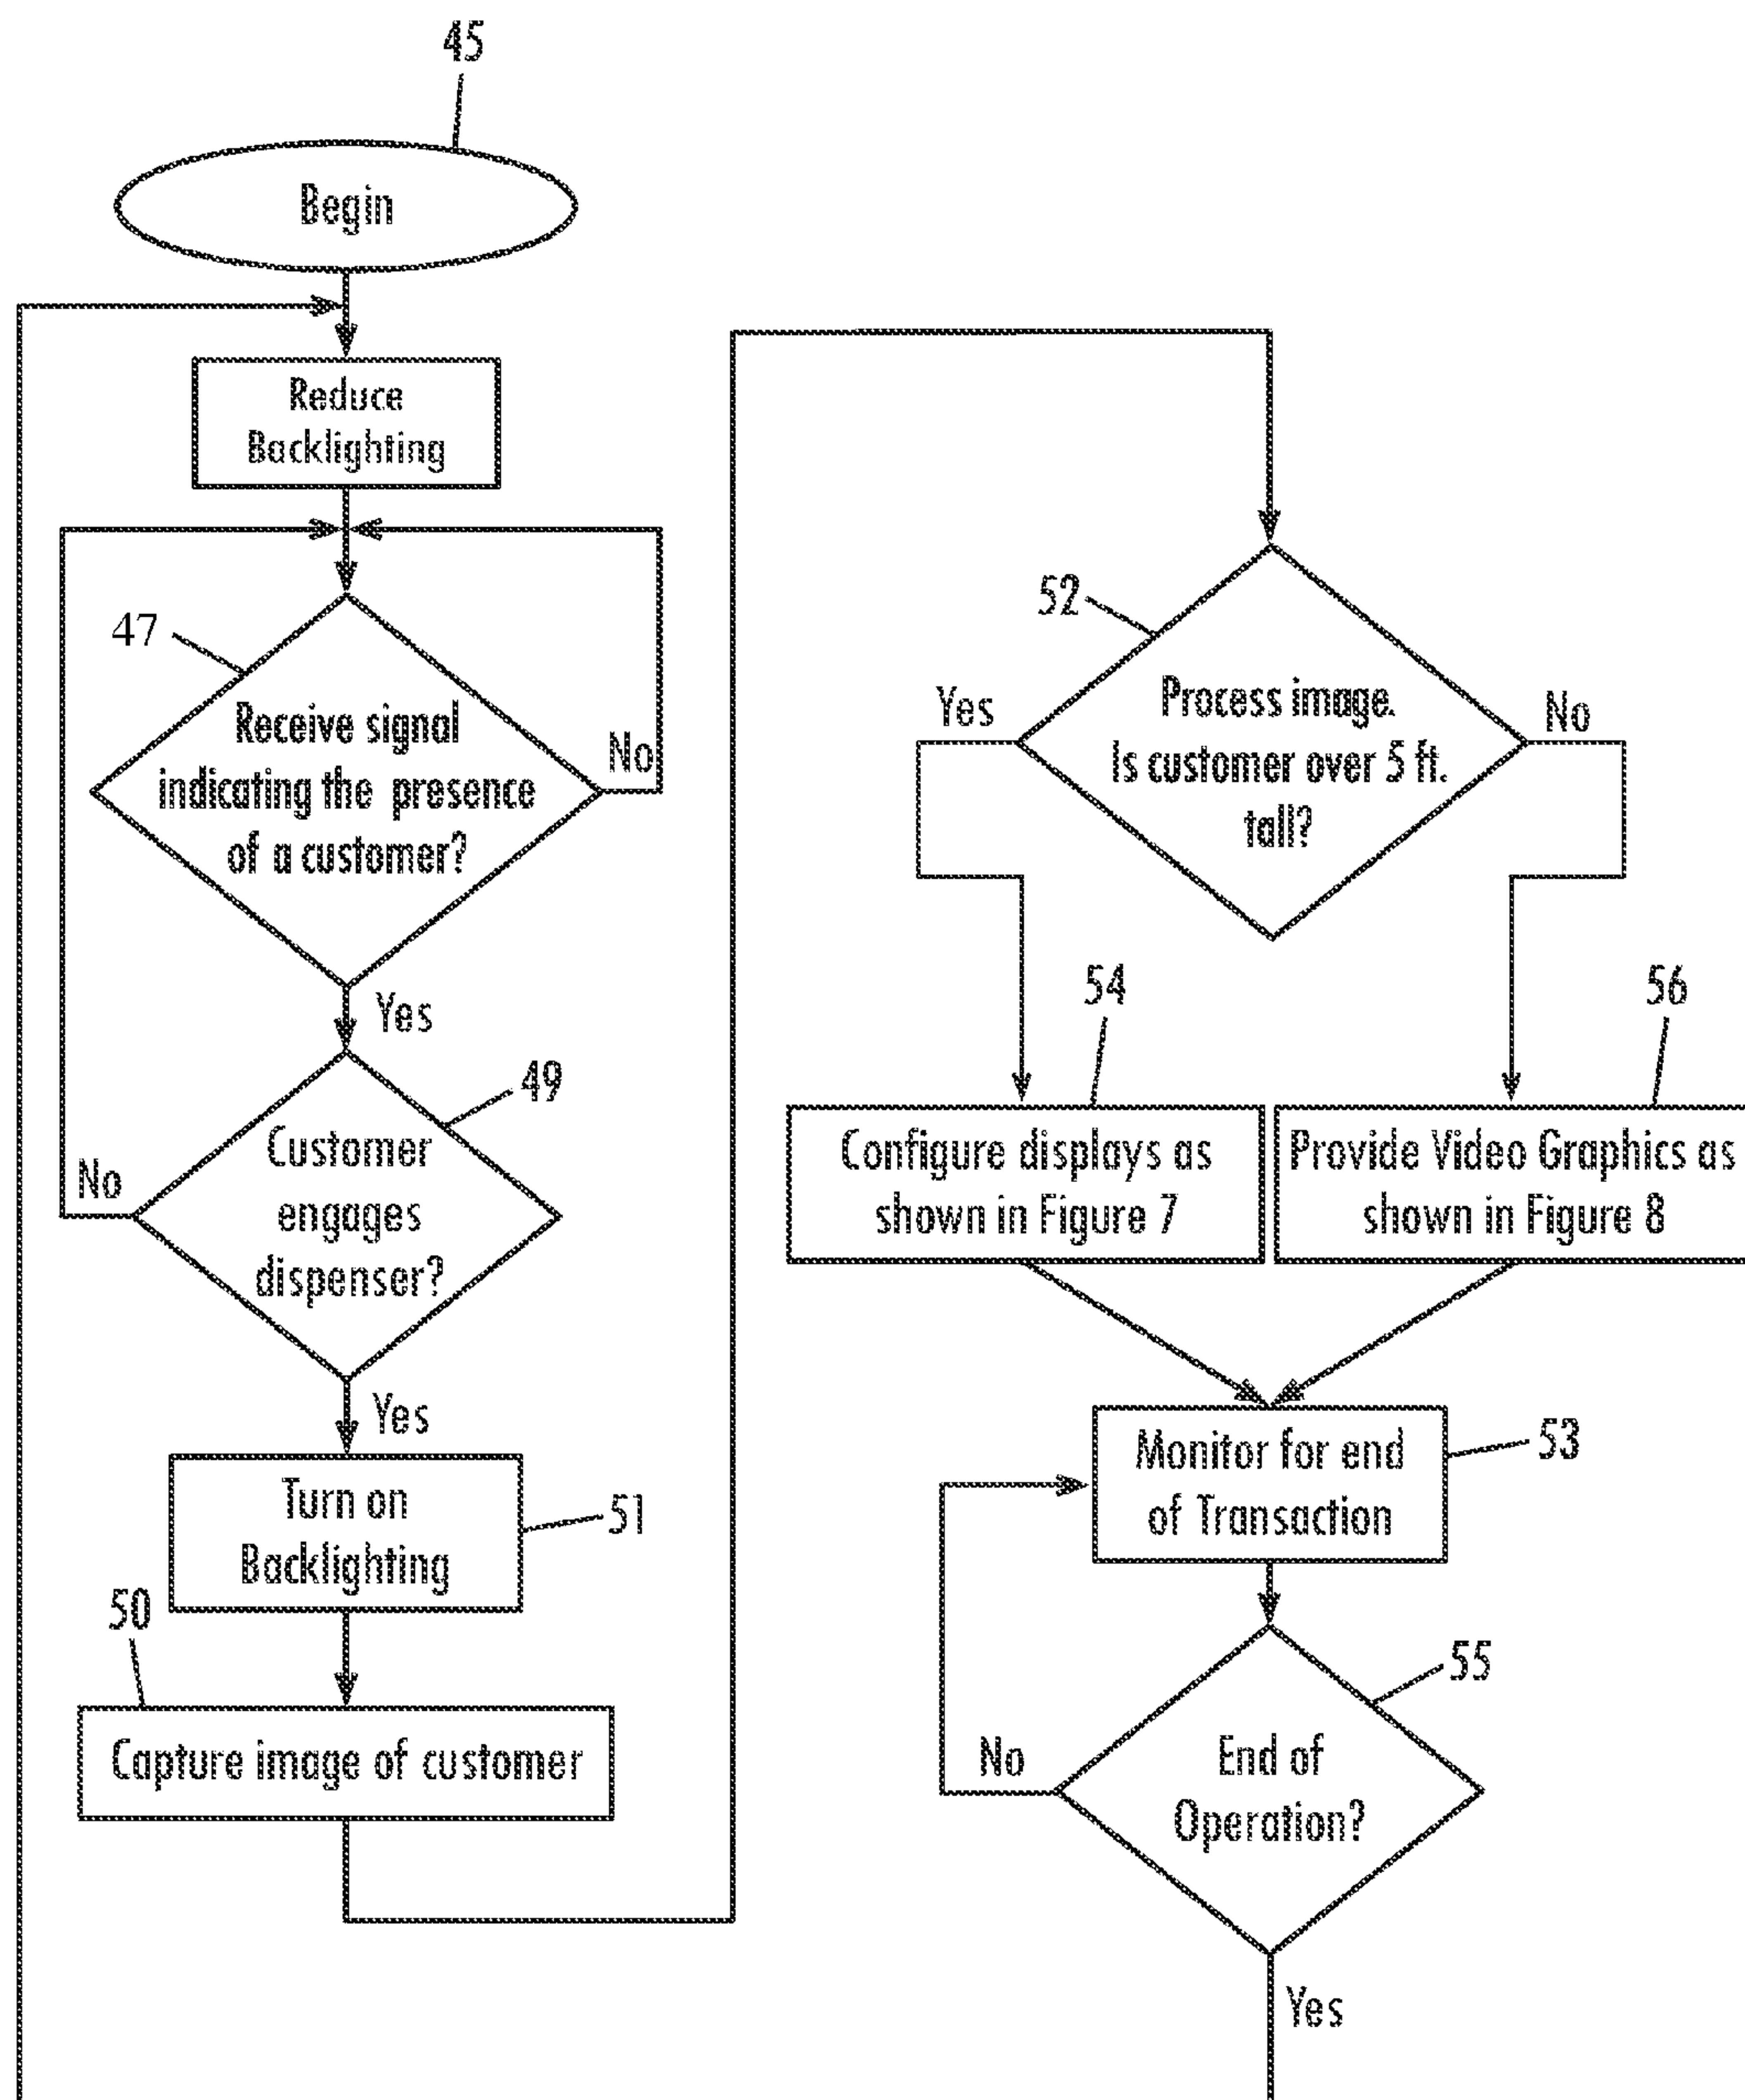 45
Begin
Reduce
Backlighting
47
Receive signal
indicating the presence
of a customer?
No
Yes
49
Customer
engages
dispenser?
No
Yes
Turn on
Backlighting
51
50
Capture image of customer
52
Process image.
Is customer over 5 ft.
tall?
Yes
No
54
Configure displays as
shown in Figure 7
56
Provide Video Graphics as
shown in Figure 8
Monitor for end
of Transaction
53
55
End of
Operation?
No
Yes